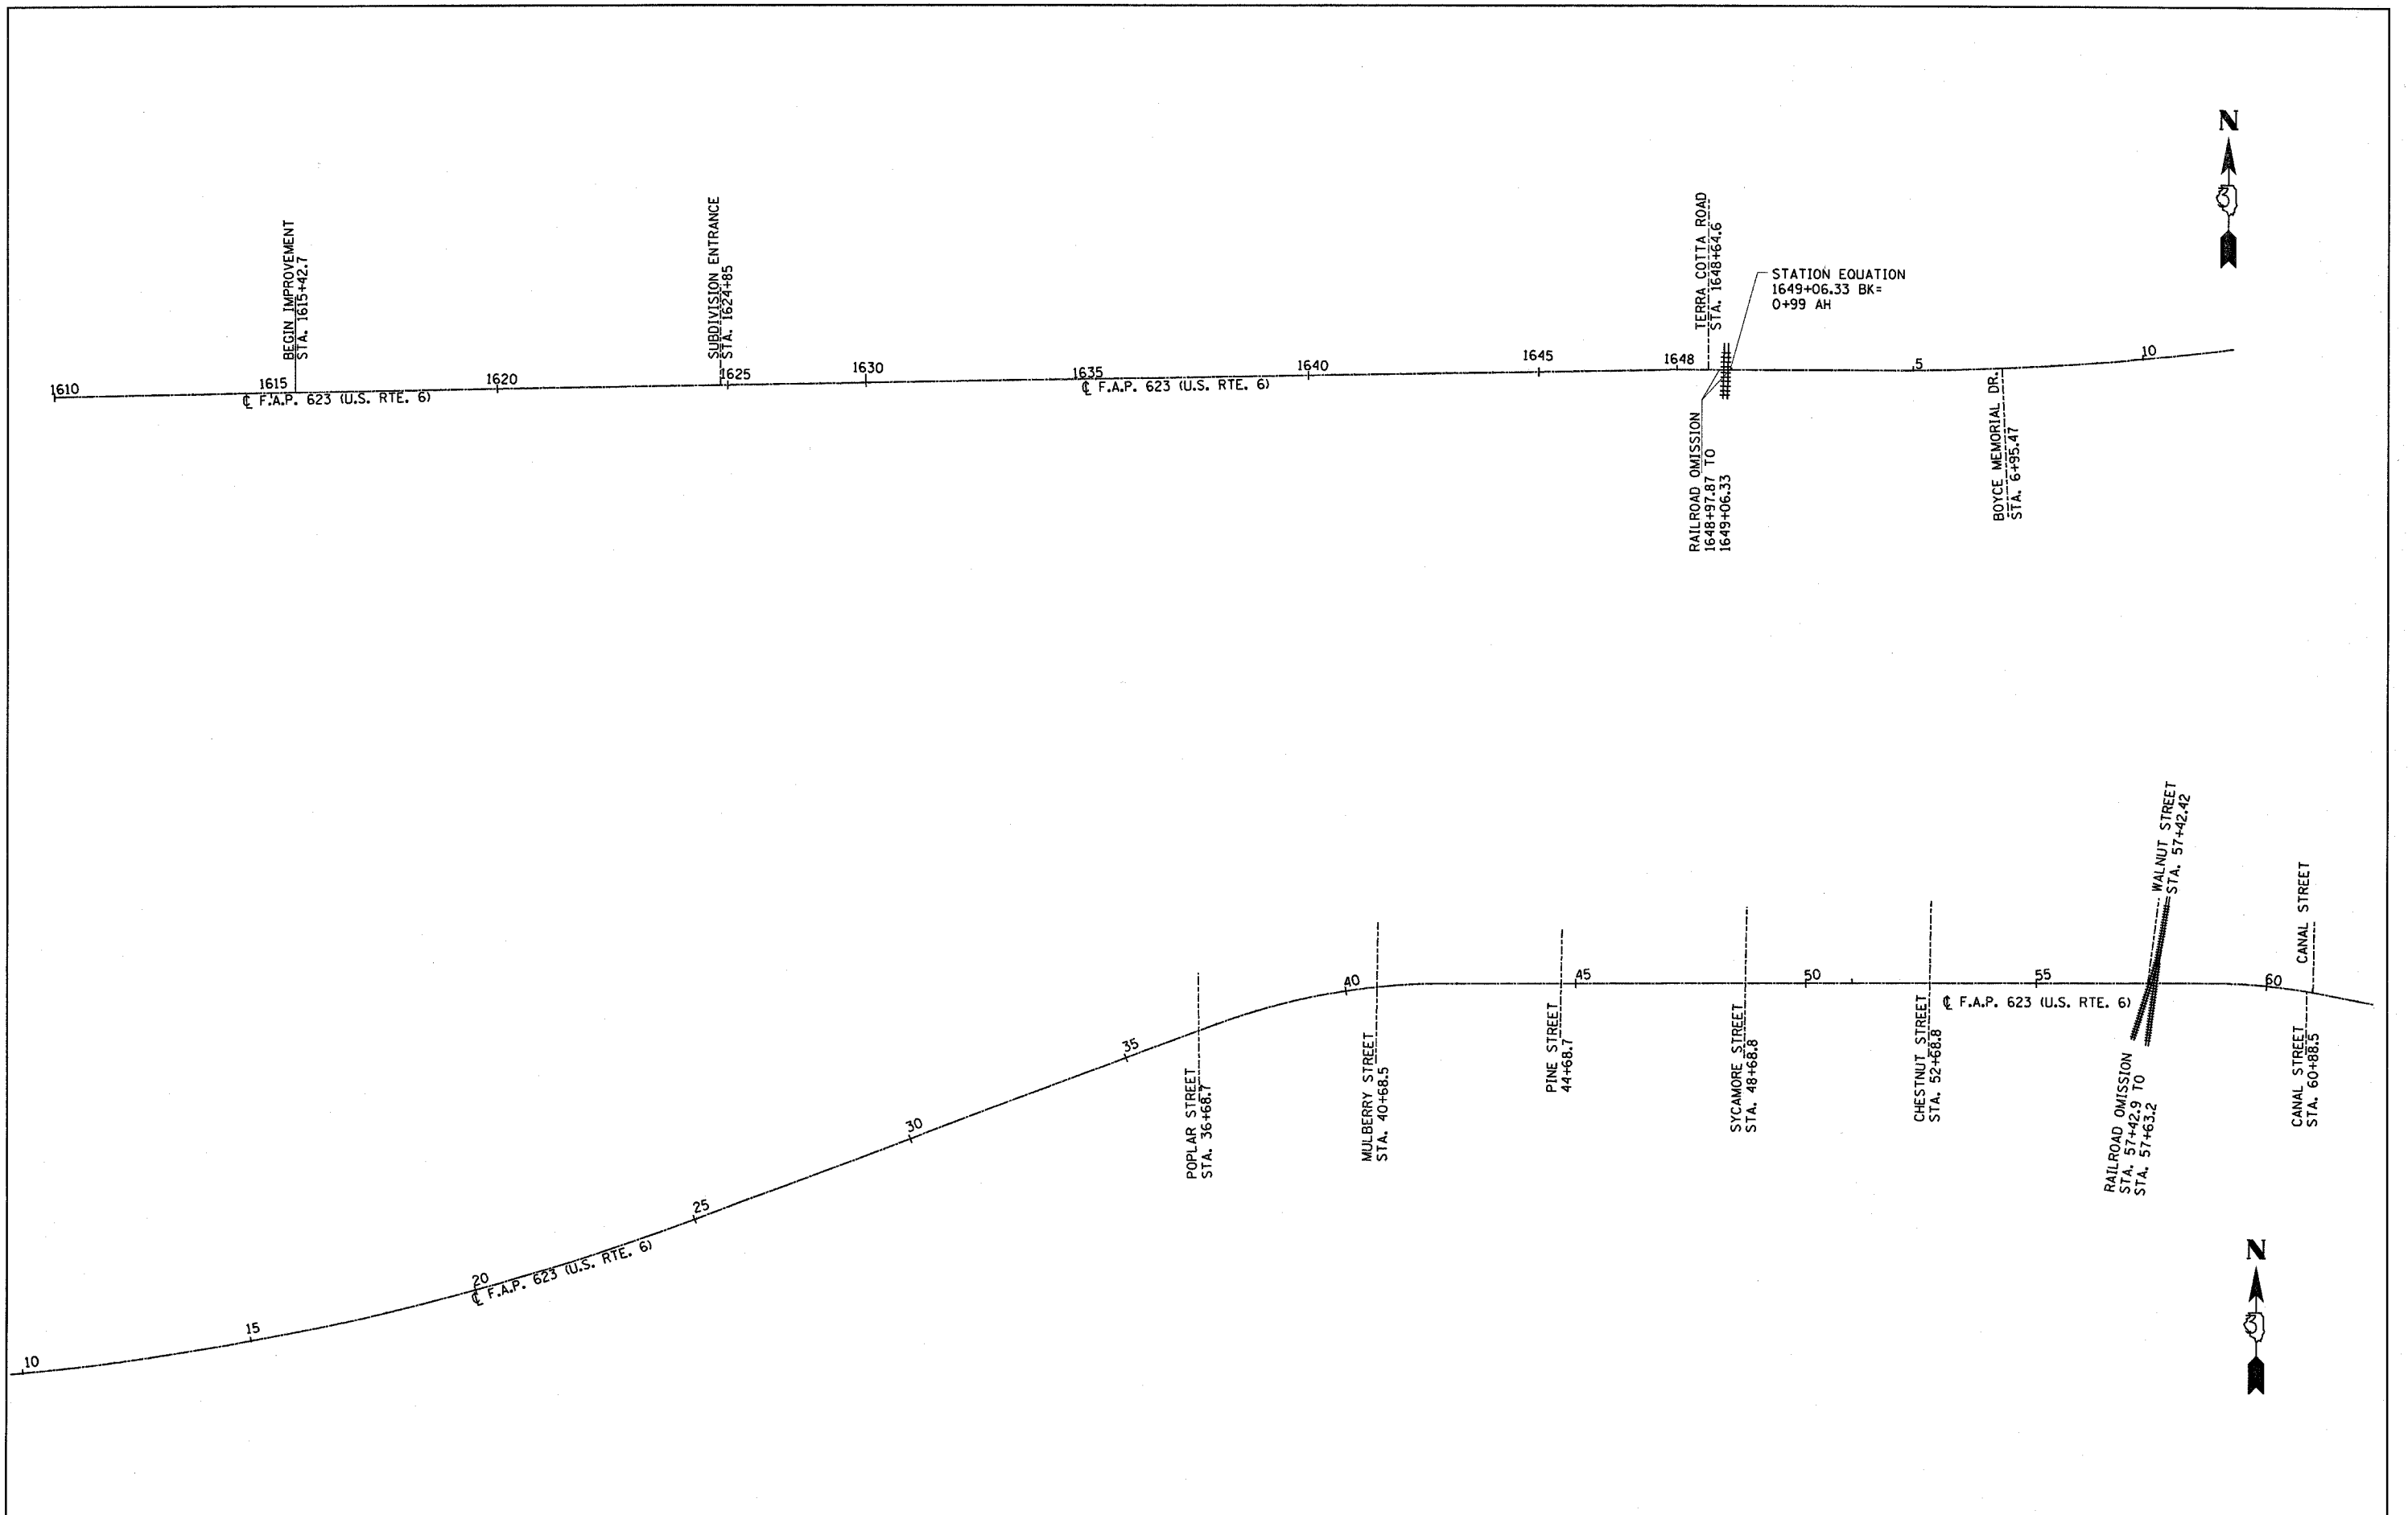 N
3
BEGIN IMPROVEMENT
STA. 1615+42.7
SUBDIVISION ENTRANCE
STA. 1624+85
TERRA COTTA ROAD
STA. 1648+64.6
STATION EQUATION
1649+06.33 BK=
0+99 AH
1610
1615
1620
1625
1630
1635
1640
1645
1648
5
10
℄ F.A.P. 623 (U.S. RTE. 6)
℄ F.A.P. 623 (U.S. RTE. 6)
RAILROAD OMISSION
1648+97.87 TO
1649+06.33
BOYCE MEMORIAL DR.
STA. 6+95.47
WALNUT STREET
STA. 57+42.42
CANAL STREET
40
45
50
55
60
℄ F.A.P. 623 (U.S. RTE. 6)
35
30
25
20
15
10
℄ F.A.P. 623 (U.S. RTE. 6)
POPLAR STREET
STA. 36+68.7
MULBERRY STREET
STA. 40+68.5
PINE STREET
44+68.7
SYCAMORE STREET
STA. 48+68.8
CHESTNUT STREET
STA. 52+68.8
RAILROAD OMISSION
STA. 57+42.9 TO
STA. 57+63.2
CANAL STREET
STA. 60+88.5
N
3